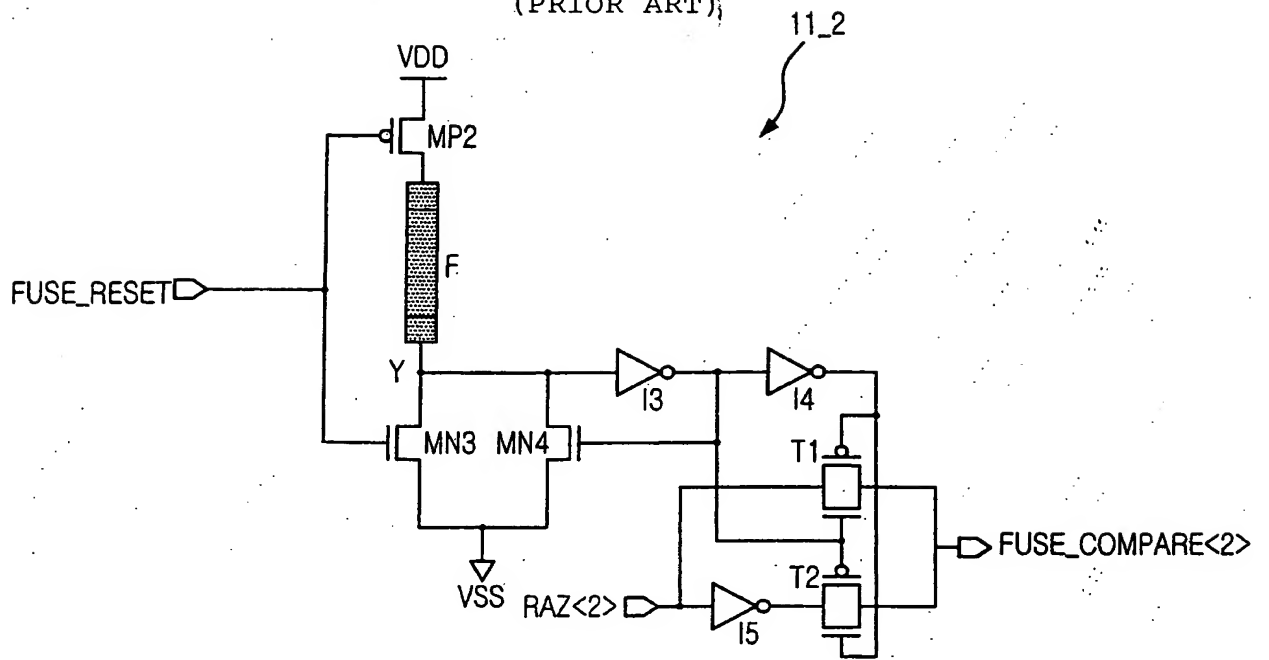 (PRIOR ART)
11_2
VDD
MP2
F
FUSE_RESET
Y
I3
I4
MN3
MN4
T1
FUSE_COMPARE<2>
T2
VSS
RAZ<2>
I5